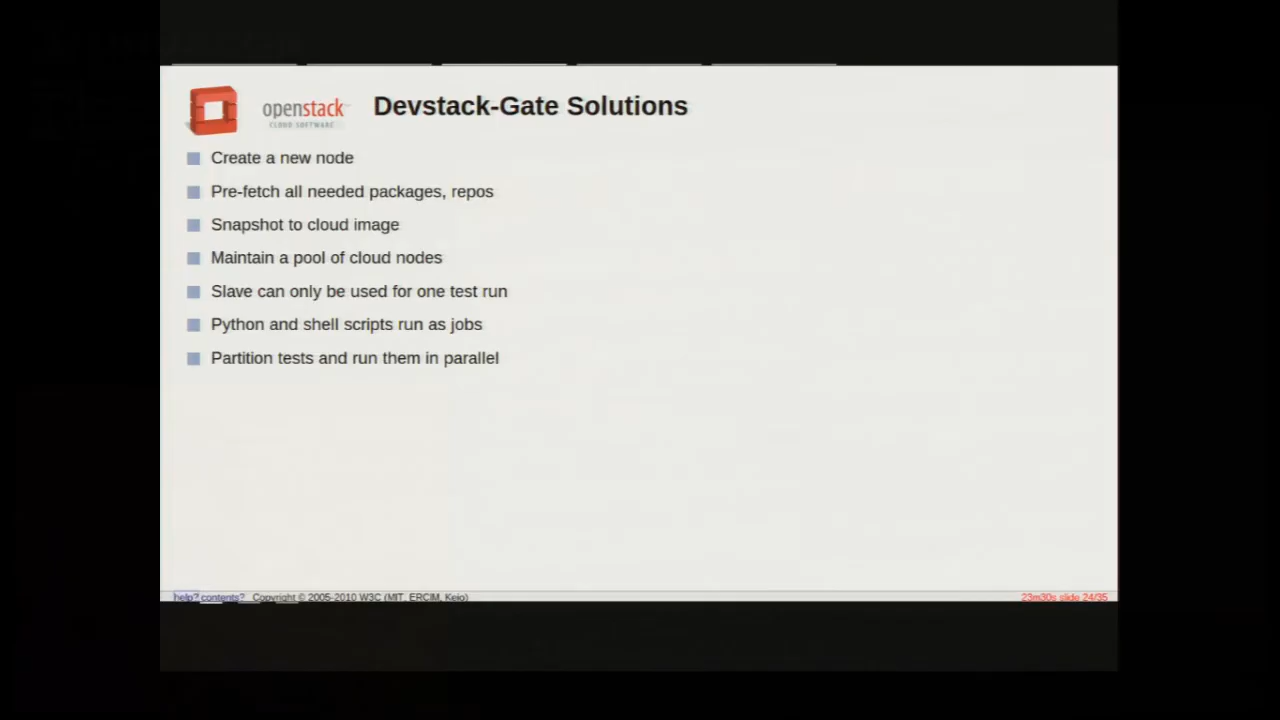 openstack
CLOUD SOFTWARE
Devstack-Gate Solutions
Create a new node
Pre-fetch all needed packages, repos
Snapshot to cloud image
Maintain a pool of cloud nodes
Slave can only be used for one test run
Python and shell scripts run as jobs
Partition tests and run them in parallel
help? contents? Copyright © 2005-2010 W3C (MIT, ERCIM, Keio)
23m30s slide 24/35